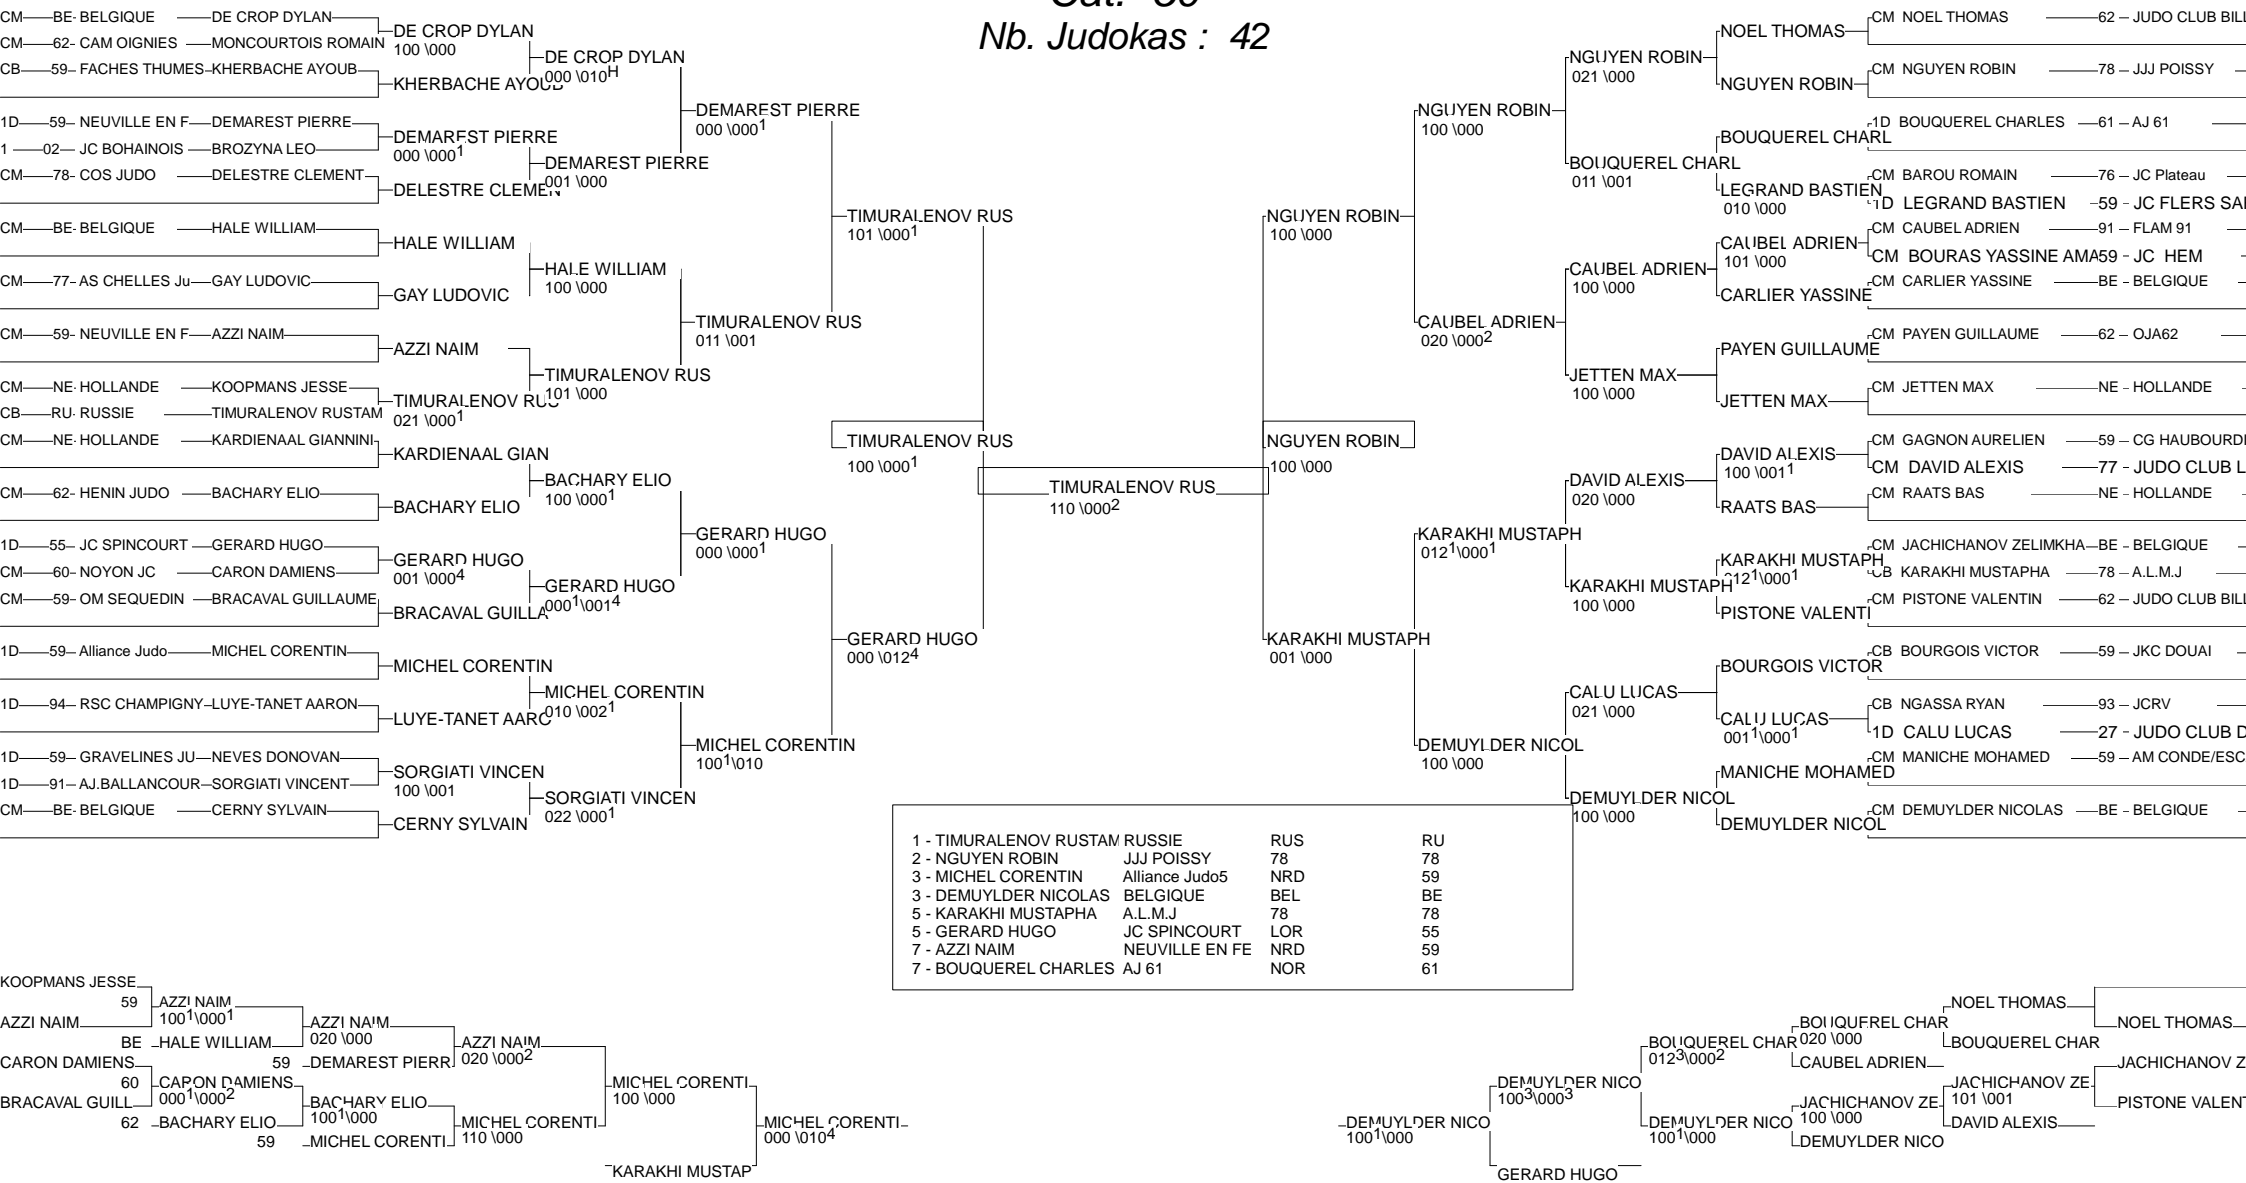 Nb. Judokas : 42
CM BE BELGIQUE DE CROP DYLAN
CM 62 CAM OIGNIES MONCOURTOIS ROMAIN
CB 59 FACHES THUMES KHERBACHE AYOUB
1D 59 NEUVILLE EN F DEMAREST PIERRE
1 02 JC BOHAINOIS BROZYNA LEO
CM 78 COS JUDO DELESTRE CLEMENT
CM BE BELGIQUE HALE WILLIAM
CM 77 AS CHELLES Ju GAY LUDOVIC
CM 59 NEUVILLE EN F AZZI NAIM
CM NE HOLLANDE KOOPMANS JESSE
CB RU RUSSIE TIMURALENOV RUSTAM
CM NE HOLLANDE KARDIENAAL GIANNINI
CM 62 HENIN JUDO BACHARY ELIO
1D 55 JC SPINCOURT GERARD HUGO
CM 60 NOYON JC CARON DAMIENS
CM 59 OM SEQUEDIN BRACAVAL GUILLAUME
1D 59 Alliance Judo MICHEL CORENTIN
1D 94 RSC CHAMPIGNY LUYE-TANET AARON
1D 59 GRAVELINES JU NEVES DONOVAN
1D 91 AJ.BALLANCOUR SORGIATI VINCENT
CM BE BELGIQUE CERNY SYLVAIN
DE CROP DYLAN
100 \000
KHERBACHE AYOUB
DEMAREST PIERRE
000 \0001
DELESTRE CLEMEN
HALE WILLIAM
GAY LUDOVIC
AZZI NAIM
TIMURALENOV RUS
021 \0001
KARDIENAAL GIAN
BACHARY ELIO
GERARD HUGO
001 \0004
BRACAVAL GUILLA
MICHEL CORENTIN
LUYE-TANET AARO
SORGIATI VINCEN
100 \001
CERNY SYLVAIN
DE CROP DYLAN
000 \010H
DEMAREST PIERRE
001 \000
HALE WILLIAM
100 \000
TIMURALENOV RUS
101 \000
BACHARY ELIO
100 \0001
GERARD HUGO
0001\0014
MICHEL CORENTIN
010 \0021
SORGIATI VINCEN
022 \0001
DEMAREST PIERRE
000 \0001
TIMURALENOV RUS
011 \001
GERARD HUGO
000 \0001
MICHEL CORENTIN
1001\010
TIMURALENOV RUS
101 \0001
TIMURALENOV RUS
100 \0001
GERARD HUGO
000 \0124
TIMURALENOV RUS
110 \0002
NGUYEN ROBIN
100 \000
NGUYEN ROBIN
100 \000
KARAKHI MUSTAPH
001 \000
NGUYEN ROBIN
100 \000
CAUBEL ADRIEN
020 \0002
KARAKHI MUSTAPH
0121\0001
DEMUYLDER NICOL
100 \000
NGUYEN ROBIN
021 \000
BOUQUEREL CHARL
011 \001
CAUBEL ADRIEN
100 \000
JETTEN MAX
100 \000
DAVID ALEXIS
020 \000
KARAKHI MUSTAPH
100 \000
CALU LUCAS
021 \000
DEMUYLDER NICOL
100 \000
NOEL THOMAS
NGUYEN ROBIN
BOUQUEREL CHARL
LEGRAND BASTIEN
010 \000
CAUBEL ADRIEN
101 \000
CARLIER YASSINE
PAYEN GUILLAUME
JETTEN MAX
DAVID ALEXIS
100 \0011
RAATS BAS
KARAKHI MUSTAPH
0121\0001
PISTONE VALENTI
BOURGOIS VICTOR
CALU LUCAS
0011\0001
MANICHE MOHAMED
DEMUYLDER NICOL
CM NOEL THOMAS 62 – JUDO CLUB BILL
CM NGUYEN ROBIN 78 – JJJ POISSY
1D BOUQUEREL CHARLES 61 – AJ 61
CM BAROU ROMAIN 76 – JC Plateau
1D LEGRAND BASTIEN 59 - JC FLERS SA
CM CAUBEL ADRIEN 91 – FLAM 91
CM BOURAS YASSINE AMA 59 - JC HEM
CM CARLIER YASSINE BE – BELGIQUE
CM PAYEN GUILLAUME 62 – OJA62
CM JETTEN MAX NE – HOLLANDE
CM GAGNON AURELIEN 59 – CG HAUBOURD
CM DAVID ALEXIS 77 - JUDO CLUB L
CM RAATS BAS NE – HOLLANDE
CM JACHICHANOV ZELIMKHA BE – BELGIQUE
CB KARAKHI MUSTAPHA 78 – A.L.M.J
CM PISTONE VALENTIN 62 – JUDO CLUB BILL
CB BOURGOIS VICTOR 59 – JKC DOUAI
CB NGASSA RYAN 93 – JCRV
1D CALU LUCAS 27 - JUDO CLUB D
CM MANICHE MOHAMED 59 – AM CONDE/ESC
CM DEMUYLDER NICOLAS BE – BELGIQUE
1 - TIMURALENOV RUSTAM RUSSIE RUS RU
2 - NGUYEN ROBIN JJJ POISSY 78 78
3 - MICHEL CORENTIN Alliance Judo5 NRD 59
3 - DEMUYLDER NICOLAS BELGIQUE BEL BE
5 - KARAKHI MUSTAPHA A.L.M.J 78 78
5 - GERARD HUGO JC SPINCOURT LOR 55
7 - AZZI NAIM NEUVILLE EN FE NRD 59
7 - BOUQUEREL CHARLES AJ 61 NOR 61
KOOPMANS JESSE
59
AZZI NAIM
BE HALE WILLIAM
CARON DAMIENS
60
BRACAVAL GUILL
62 BACHARY ELIO
AZZI NAIM
1001\0001
CARON DAMIENS
0001\0002
AZZI NAIM
020 \000
59 DEMAREST PIERR
BACHARY ELIO
1001\000
59 MICHEL CORENTI
AZZI NAIM
020 \0002
MICHEL CORENTI
110 \000
MICHEL CORENTI
100 \000
KARAKHI MUSTAP
MICHEL CORENTI
000 \0104
DEMUYLDER NICO
1001\000
DEMUYLDER NICO
1003\0003
GERARD HUGO
BOUQUEREL CHAR
0123\0002
DEMUYLDER NICO
1001\000
BOUQUEREL CHAR
020 \000
CAUBEL ADRIEN
JACHICHANOV ZE
100 \000
DEMUYLDER NICO
NOEL THOMAS
BOUQUEREL CHAR
JACHICHANOV ZE
101 \001
DAVID ALEXIS
NOEL THOMAS
JACHICHANOV Z
PISTONE VALENT